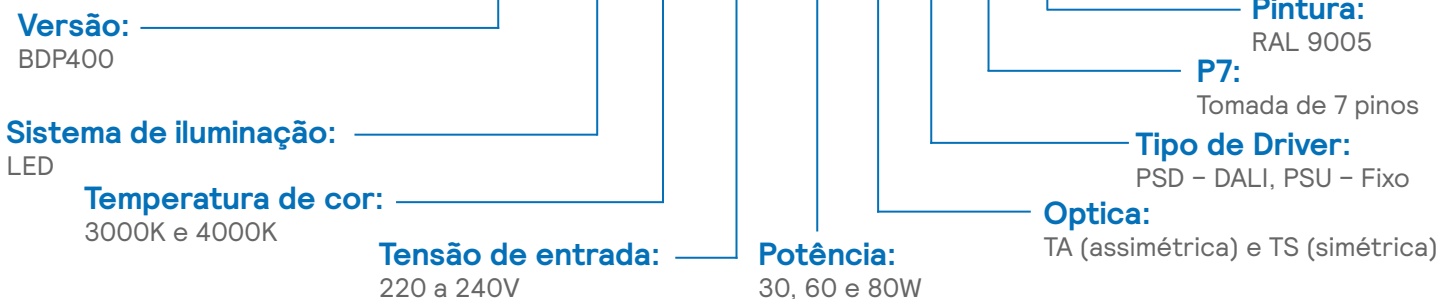 Versão:
BDP400
Sistema de iluminação:
LED
Temperatura de cor:
3000K e 4000K
Tensão de entrada:
220 a 240V
Potência:
30, 60 e 80W
Optica:
TA (assimétrica) e TS (simétrica)
Tipo de Driver:
PSD – DALI, PSU – Fixo
P7:
Tomada de 7 pinos
Pintura:
RAL 9005